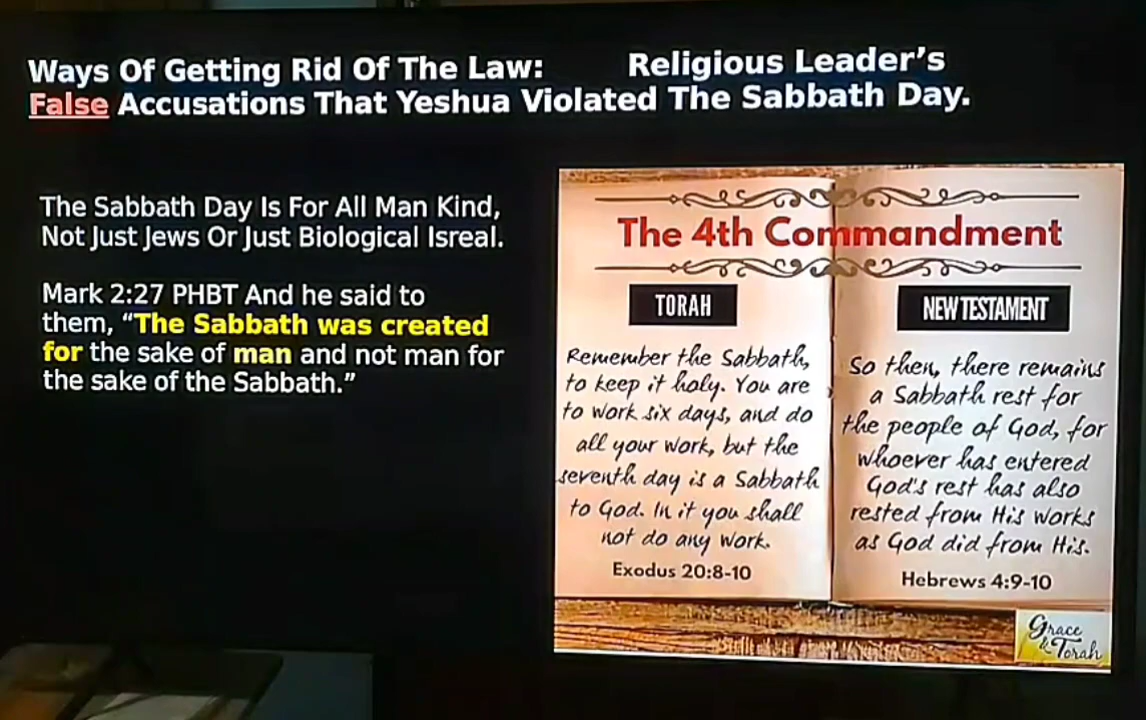 Ways Of Getting Rid Of The Law: Religious Leader's
False Accusations That Yeshua Violated The Sabbath Day.
The Sabbath Day Is For All Man Kind,
Not Just Jews Or Just Biological Isreal.
Mark 2:27 PHBT And he said to
them, “The Sabbath was created
for the sake of man and not man for
the sake of the Sabbath.”
The 4th Commandment
TORAH
Remember the Sabbath,
to keep it holy. You are
to work six days, and do
all your work, but the
seventh day is a Sabbath
to God. In it you shall
not do any work.
Exodus 20:8-10
NEW TESTAMENT
So then, there remains
a Sabbath rest for
the people of God, for
whoever has entered
God's rest has also
rested from His works
as God did from His.
Hebrews 4:9-10
Grace
& Torah